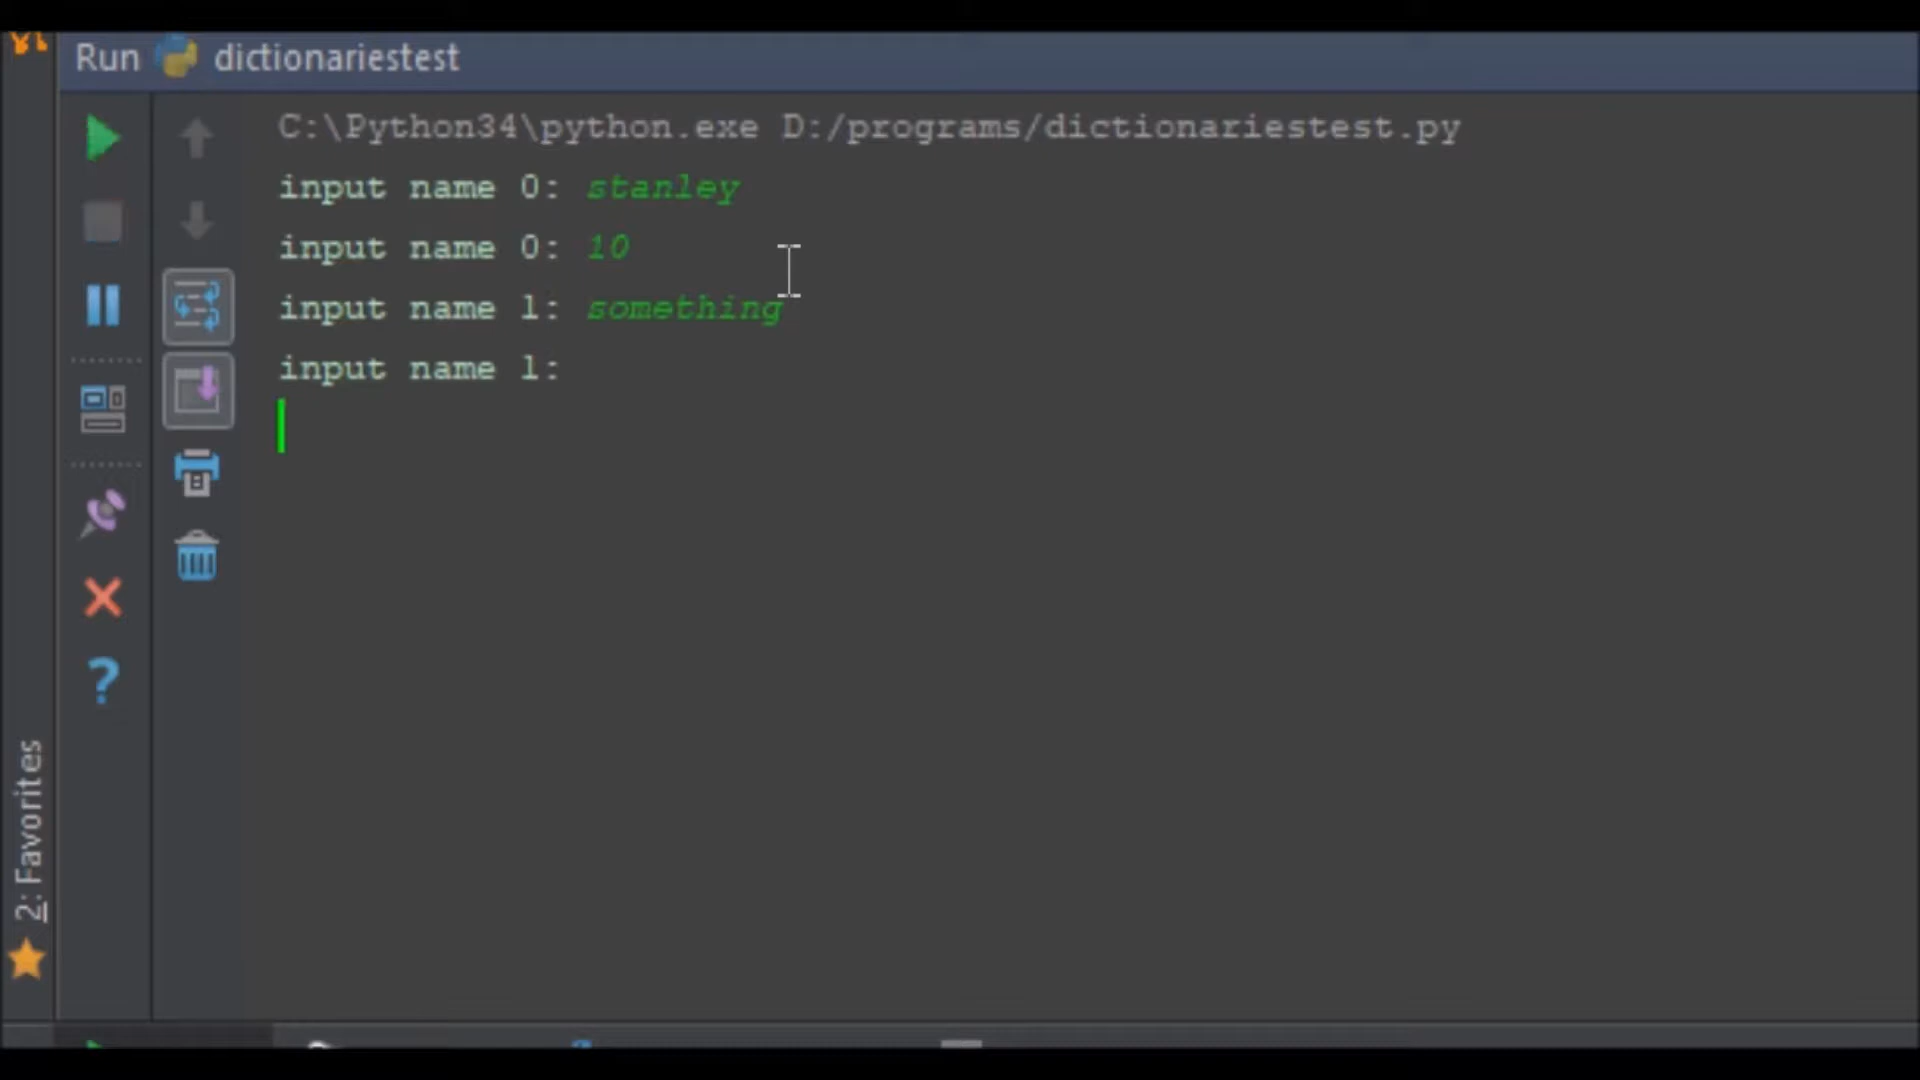 Run dictionariestest
C:\Python34\python.exe D:/programs/dictionariestest.py
input name 0: stanley
input name 0: 10
input name 1: something
input name 1:
2: Favorites